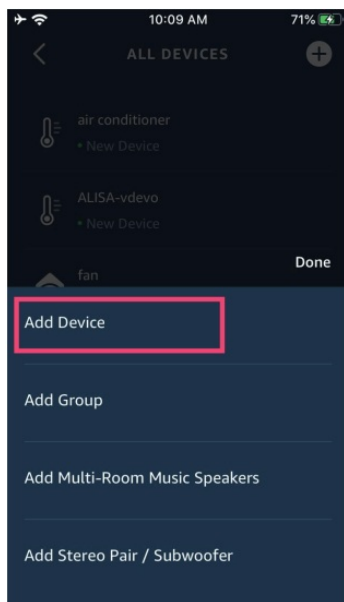 10:09 AM
71%
ALL DEVICES
air conditioner
• New Device
ALISA-vdevo
• New Device
fan
Done
Add Device
Add Group
Add Multi-Room Music Speakers
Add Stereo Pair / Subwoofer